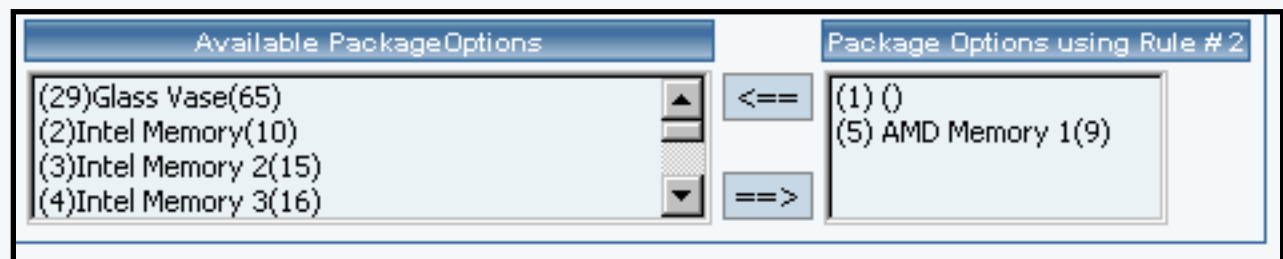 Available PackageOptions
(29)Glass Vase(65)
(2)Intel Memory(10)
(3)Intel Memory 2(15)
(4)Intel Memory 3(16)
<==
==>
Package Options using Rule # 2
(1) ()
(5) AMD Memory 1(9)